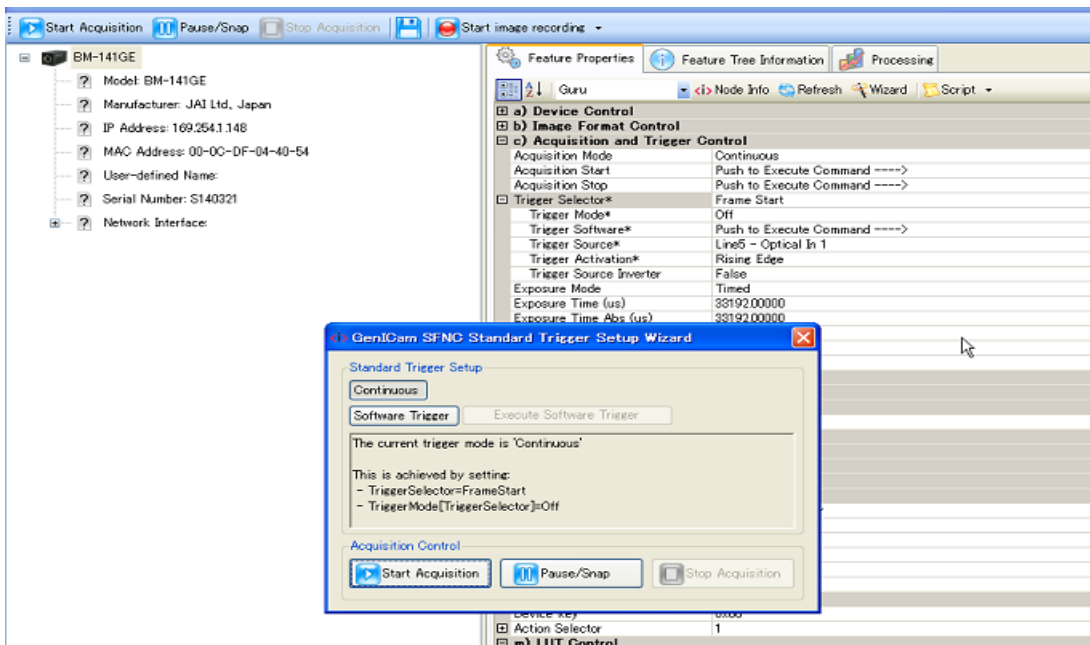 Start Acquisition Pause/Snap Stop Acquisition Start image recording
BM-141GE
Model: BM-141GE
Manufacturer: JAI Ltd., Japan
IP Address: 169.254.1.148
MAC Address: 00-0C-DF-04-40-54
User-defined Name:
Serial Number: S140321
Network Interface:
Feature Properties Feature Tree Information Processing
Guru Node Info Refresh Wizard Script
a) Device Control
b) Image Format Control
c) Acquisition and Trigger Control
Acquisition Mode Continuous
Acquisition Start Push to Execute Command ---->
Acquisition Stop Push to Execute Command ---->
Trigger Selector* Frame Start
Trigger Mode* Off
Trigger Software* Push to Execute Command ---->
Trigger Source* Line5 - Optical In 1
Trigger Activation* Rising Edge
Trigger Source Inverter False
Exposure Mode Timed
Exposure Time (us) 33192.00000
Exposure Time Abs (us) 33192.00000
GenICam SFNC Standard Trigger Setup Wizard
Standard Trigger Setup
Continuous
Software Trigger Execute Software Trigger
The current trigger mode is 'Continuous'
This is achieved by setting:
- TriggerSelector=FrameStart
- TriggerMode[TriggerSelector]=Off
Acquisition Control
Start Acquisition Pause/Snap Stop Acquisition
Device Key 0x00
Action Selector 1
m) LUT Control